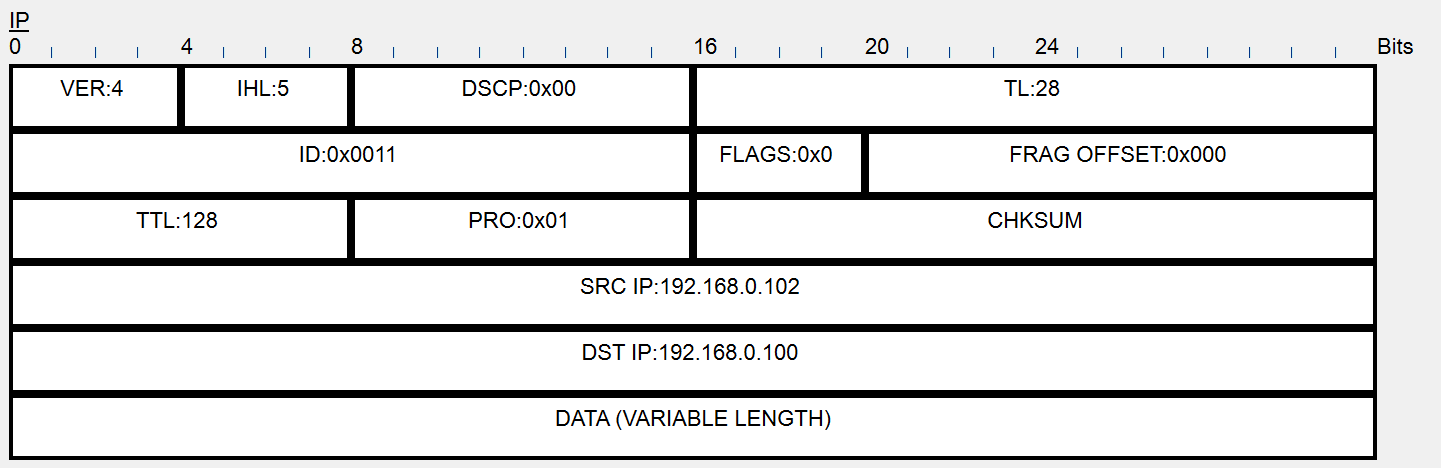 IP
0 4 8 16 20 24 Bits
VER:4 IHL:5 DSCP:0x00 TL:28
ID:0x0011 FLAGS:0x0 FRAG OFFSET:0x000
TTL:128 PRO:0x01 CHKSUM
SRC IP:192.168.0.102
DST IP:192.168.0.100
DATA (VARIABLE LENGTH)